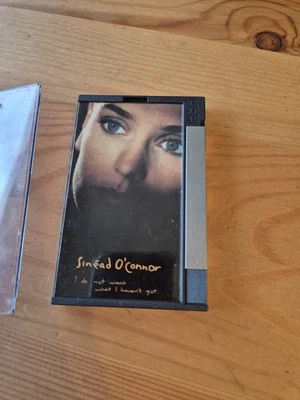 Sinéad O'Connor
I do not want
what I haven't got.